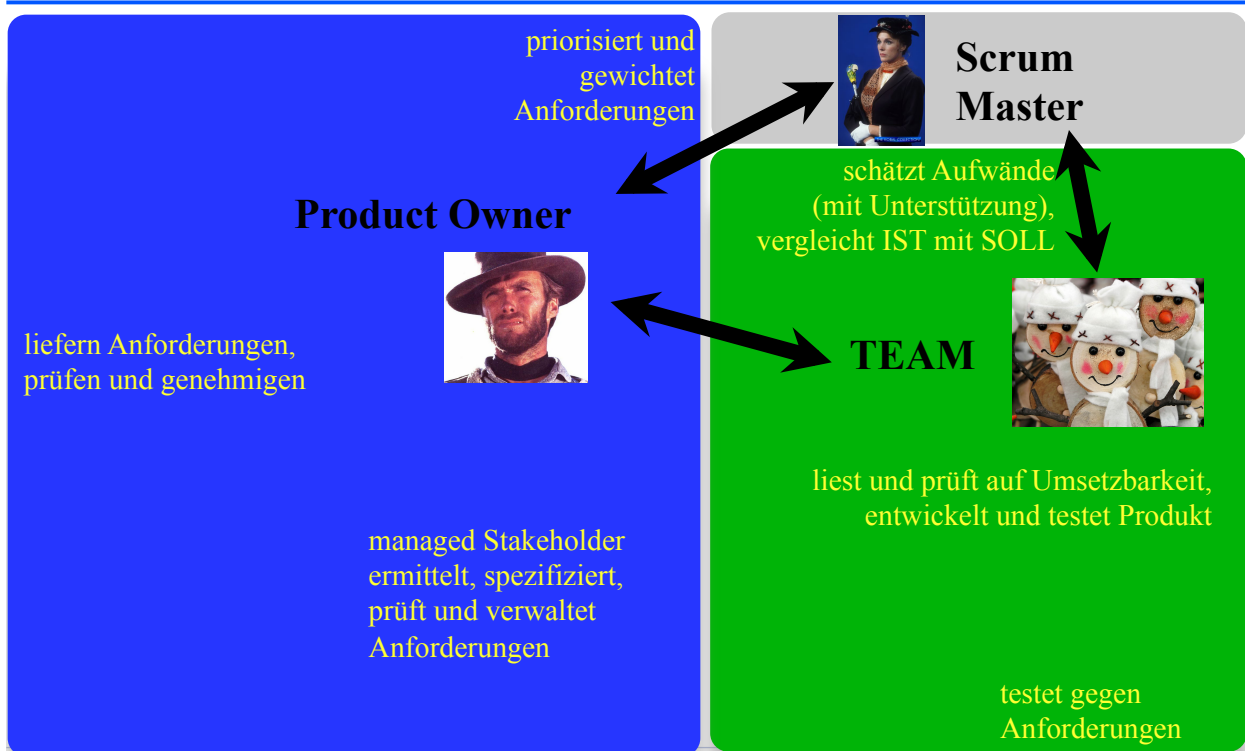 priorisiert und
gewichtet
Anforderungen
Scrum
Master
Product Owner
schätzt Aufwände
(mit Unterstützung),
vergleicht IST mit SOLL
liefern Anforderungen,
prüfen und genehmigen
TEAM
liest und prüft auf Umsetzbarkeit,
entwickelt und testet Produkt
managed Stakeholder
ermittelt, spezifiziert,
prüft und verwaltet
Anforderungen
testet gegen
Anforderungen